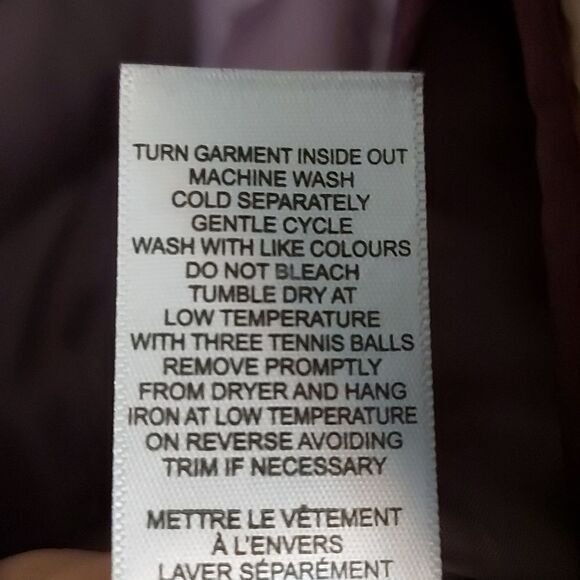 TURN GARMENT INSIDE OUT
MACHINE WASH
COLD SEPARATELY
GENTLE CYCLE
WASH WITH LIKE COLOURS
DO NOT BLEACH
TUMBLE DRY AT
LOW TEMPERATURE
WITH THREE TENNIS BALLS
REMOVE PROMPTLY
FROM DRYER AND HANG
IRON AT LOW TEMPERATURE
ON REVERSE AVOIDING
TRIM IF NECESSARY
METTRE LE VÊTEMENT
À L'ENVERS
LAVER SÉPARÉMENT